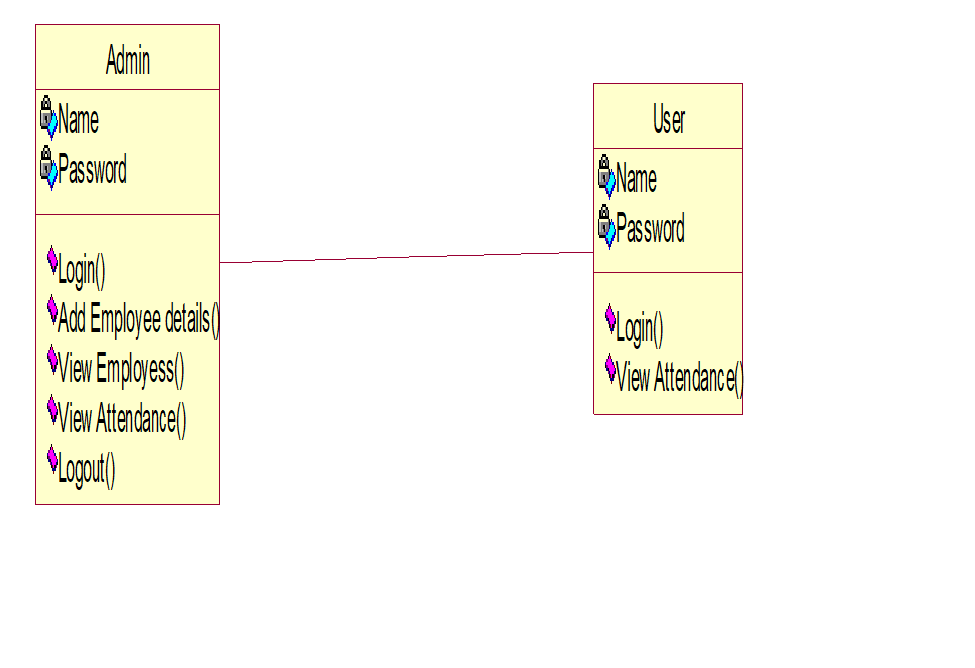 Admin
Name
Password
Login()
Add Employee details()
View Employess()
View Attendance()
Logout()
User
Name
Password
Login()
View Attendance()